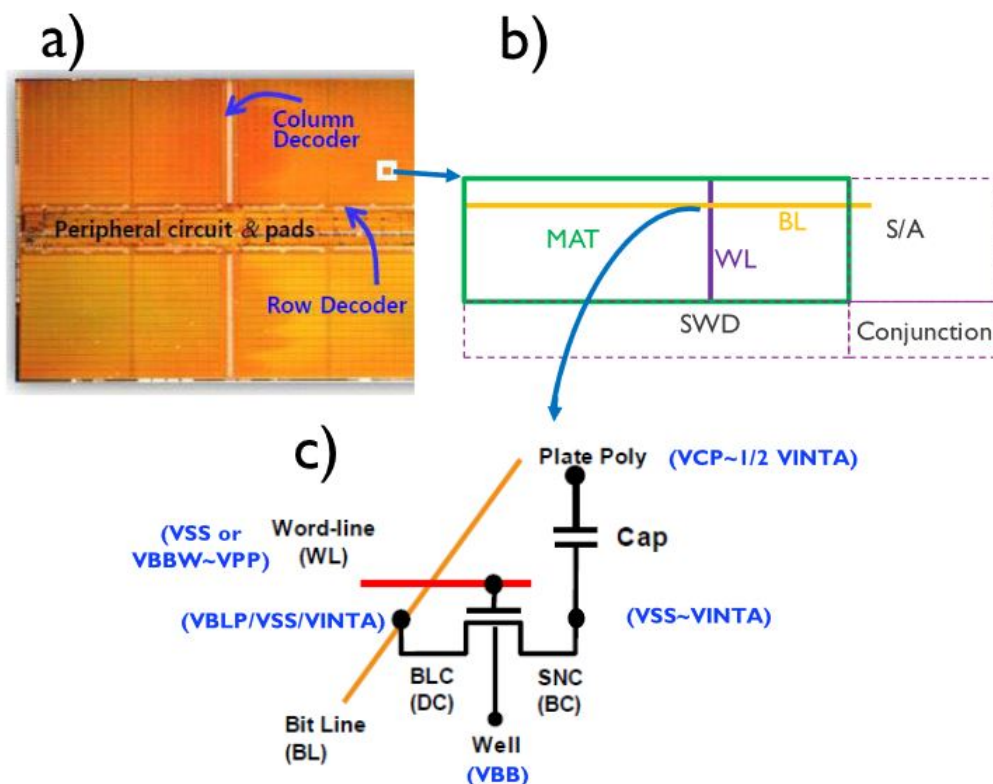 a)
Column
Decoder
Peripheral circuit & pads
Row Decoder
b)
MAT
BL
WL
S/A
SWD
Conjunction
c)
Plate Poly
(VCP~1/2 VINTA)
Cap
(VSS or
VBBW~VPP)
Word-line
(WL)
(VBLP/VSS/VINTA)
(VSS~VINTA)
BLC
(DC)
SNC
(BC)
Bit Line
(BL)
Well
(VBB)